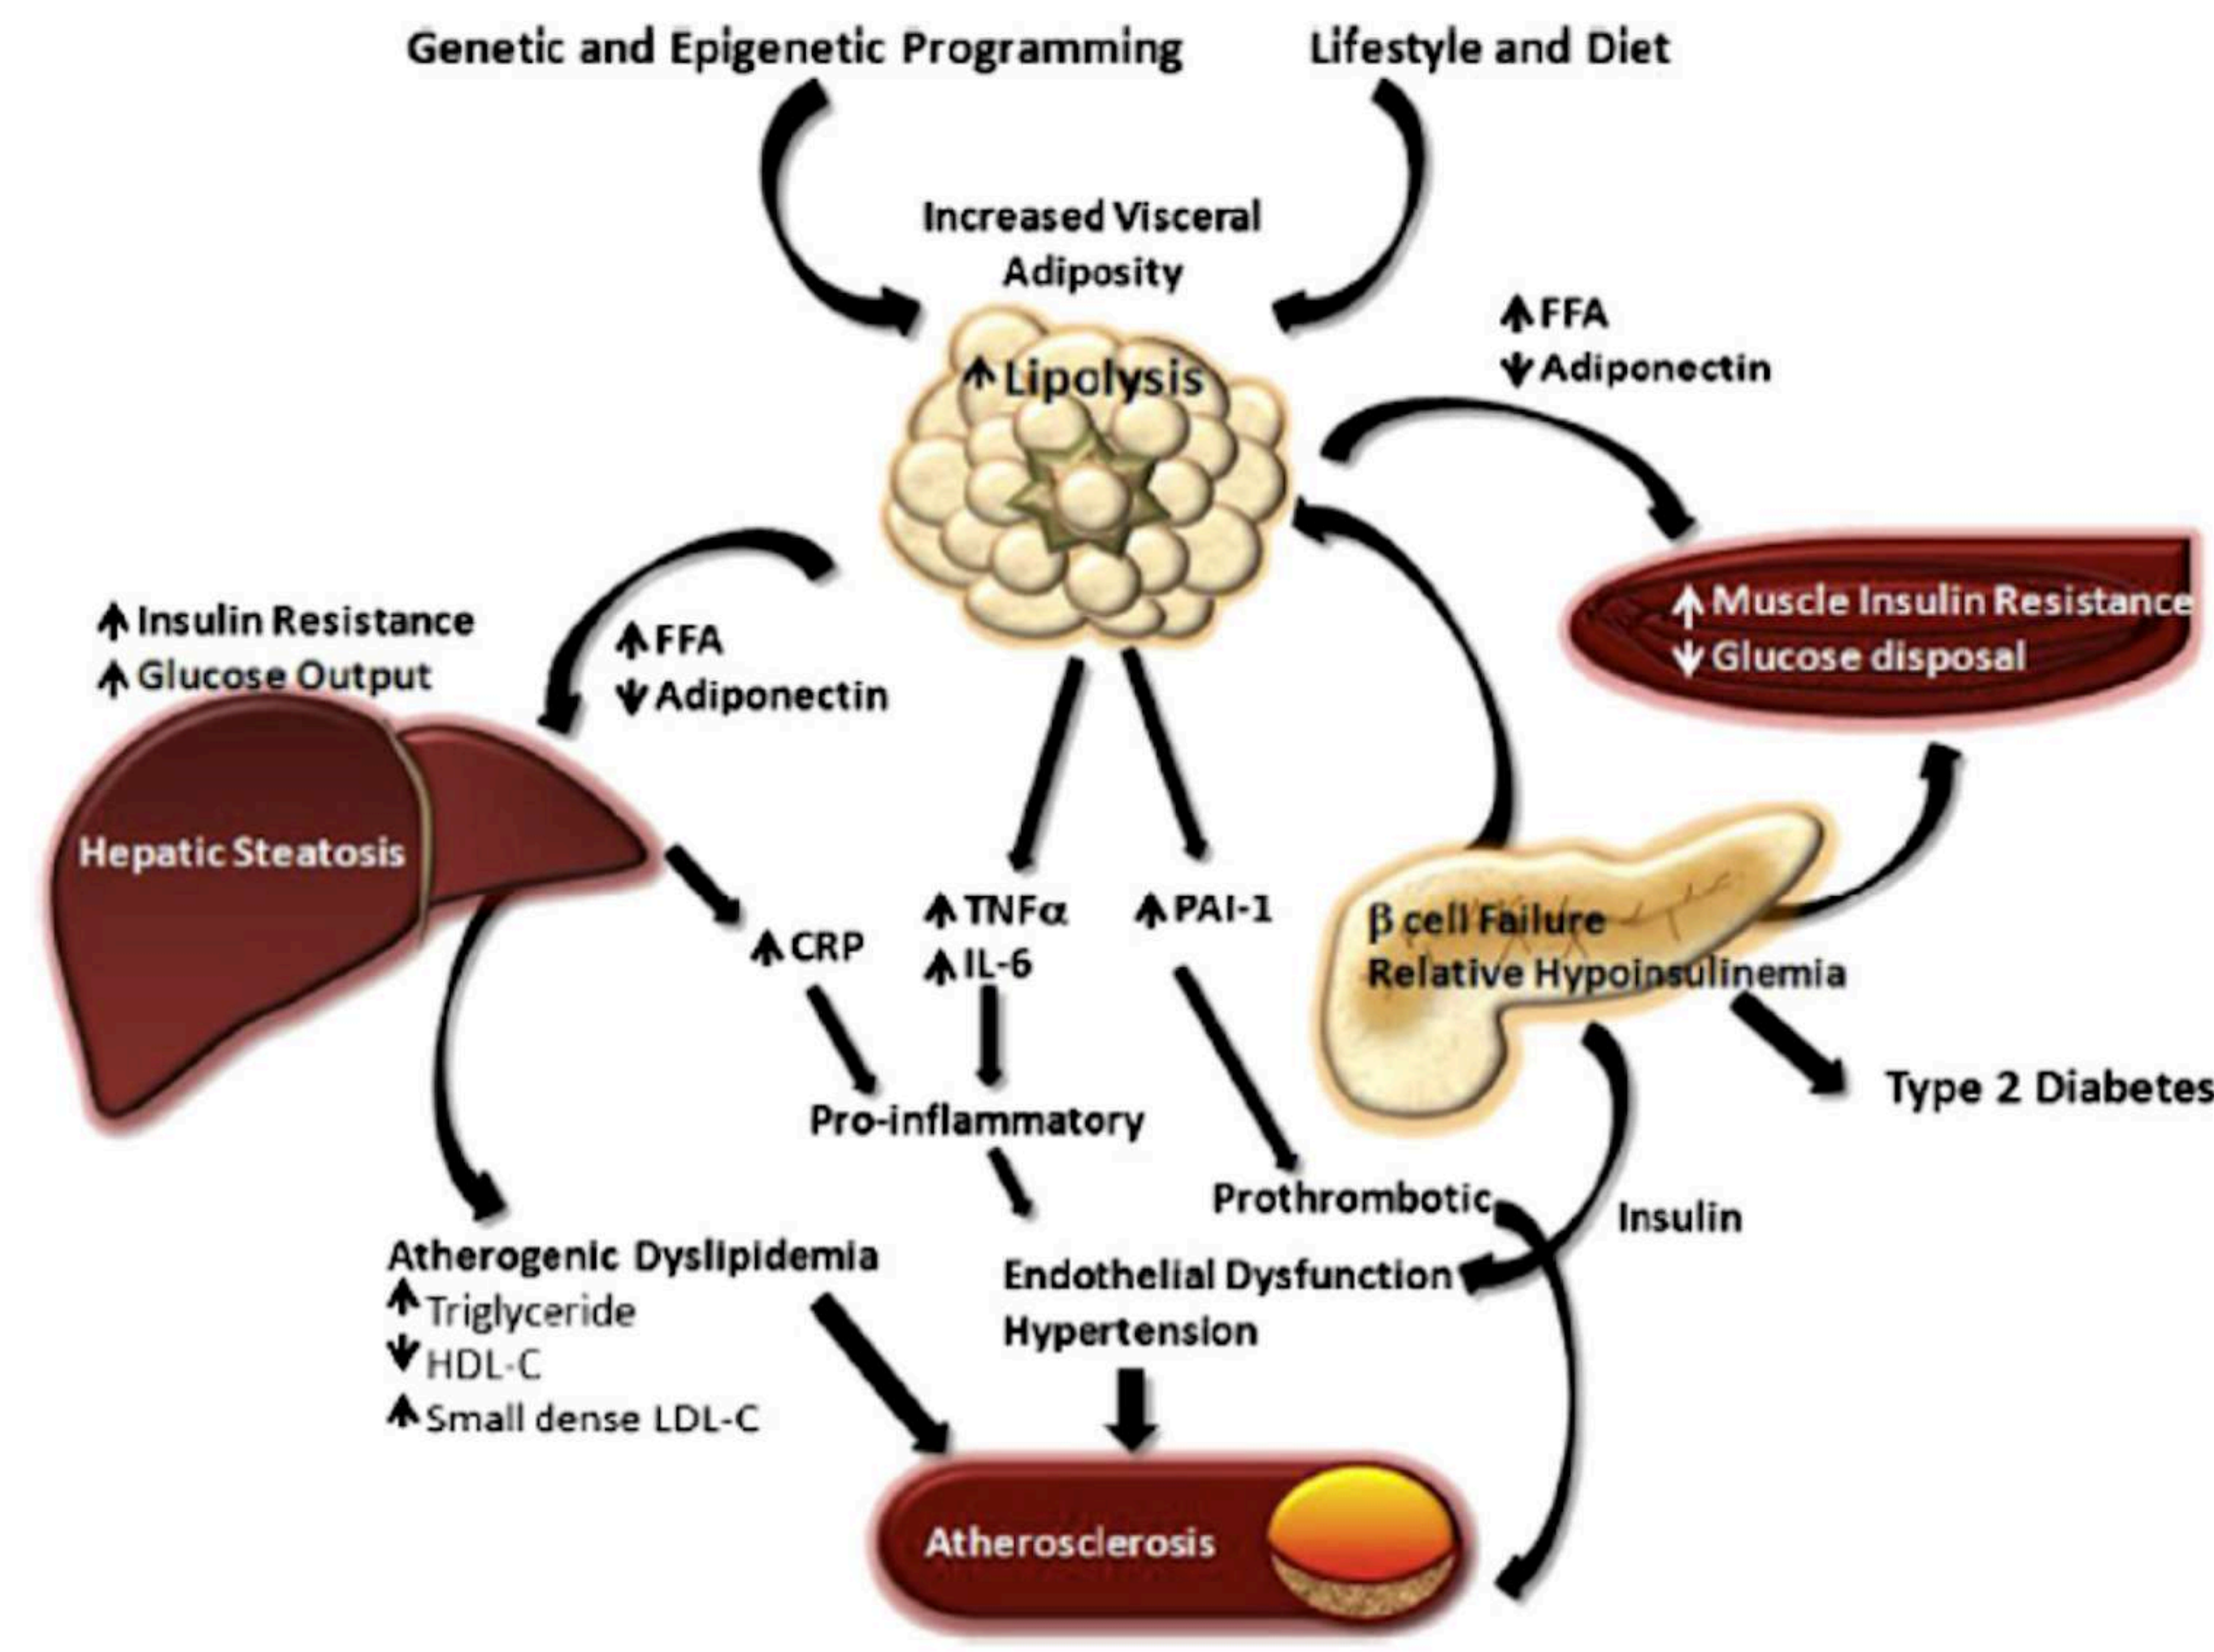 Genetic and Epigenetic Programming
Lifestyle and Diet
Increased Visceral
Adiposity
↑ Lipolysis
↑ FFA
↓ Adiponectin
↑ Insulin Resistance
↑ Glucose Output
↑ FFA
↓ Adiponectin
↑ Muscle Insulin Resistance
↓ Glucose disposal
Hepatic Steatosis
↑ CRP
↑ TNFα
↑ IL-6
↑ PAI-1
β cell Failure
Relative Hypoinsulinemia
Type 2 Diabetes
Pro-inflammatory
Prothrombotic
Insulin
Atherogenic Dyslipidemia
↑ Triglyceride
↓ HDL-C
↑ Small dense LDL-C
Endothelial Dysfunction
Hypertension
Atherosclerosis